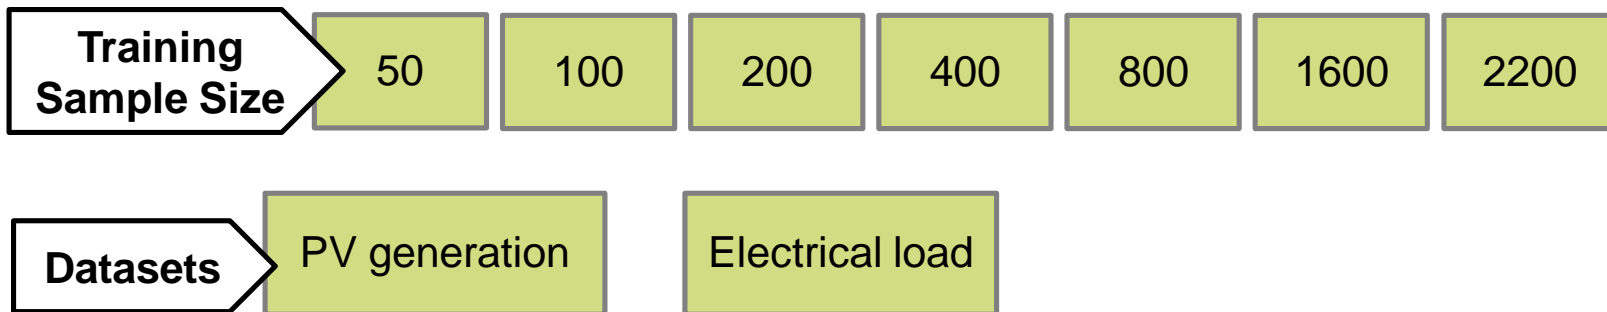 Training
Sample Size
50
100
200
400
800
1600
2200
Datasets
PV generation
Electrical load